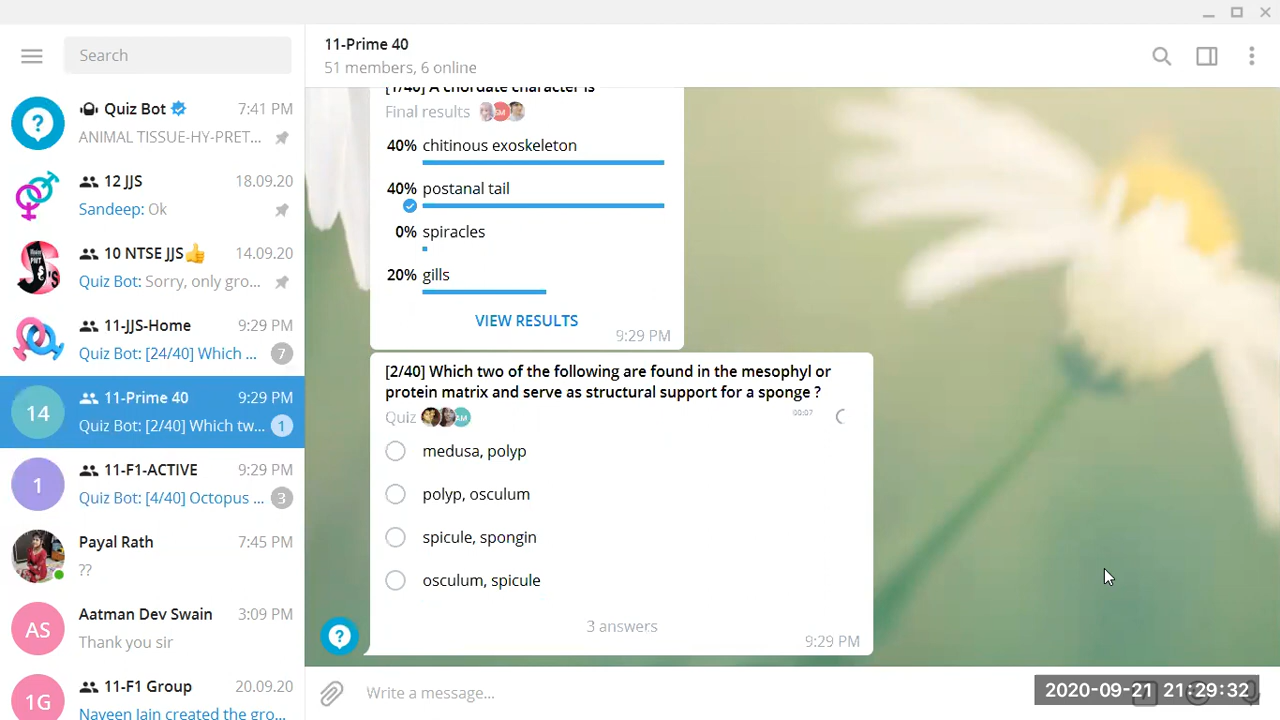 Search
Quiz Bot 7:41 PM
ANIMAL TISSUE-HY-PRET...
12 JJS 18.09.20
Sandeep: Ok
10 NTSE JJS👍 14.09.20
Quiz Bot: Sorry, only gro...
11-JJS-Home 9:29 PM
Quiz Bot: [24/40] Which ... 7
14
11-Prime 40 9:29 PM
Quiz Bot: [2/40] Which tw... 1
1
11-F1-ACTIVE 9:29 PM
Quiz Bot: [4/40] Octopus ... 3
Payal Rath 7:45 PM
??
AS
Aatman Dev Swain 3:09 PM
Thank you sir
1G
11-F1 Group 20.09.20
Naveen Jain created the gro...
11-Prime 40
51 members, 6 online
[1/40] A chordate character is
Final results
40% chitinous exoskeleton
40% postanal tail
0% spiracles
20% gills
VIEW RESULTS
9:29 PM
[2/40] Which two of the following are found in the mesophyl or
protein matrix and serve as structural support for a sponge ?
Quiz AM 00:07
medusa, polyp
polyp, osculum
spicule, spongin
osculum, spicule
3 answers
9:29 PM
Write a message...
2020-09-21 21:29:32